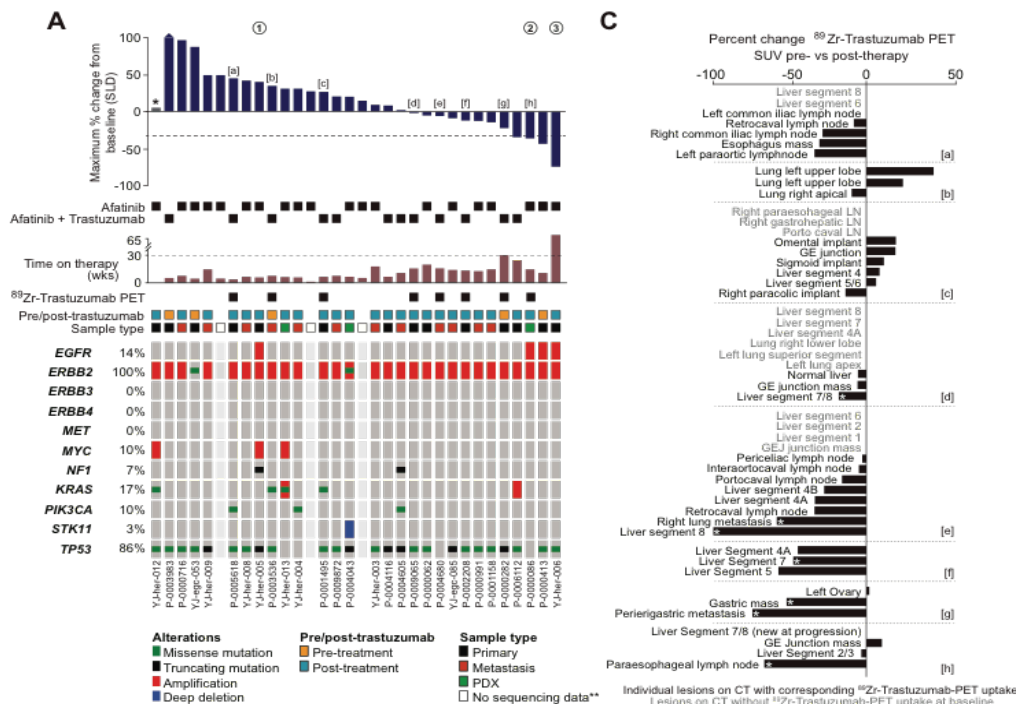 A
① ② ③
Maximum % change from
baseline (SLD)
100
50
0
-50
-100
*
[a] [b] [c] [d] [e] [f] [g] [h]
Afatinib
Afatinib + Trastuzumab
Time on therapy
(wks)
65
30
0
89Zr-Trastuzumab PET
Pre/post-trastuzumab
Sample type
EGFR 14%
ERBB2 100%
ERBB3 0%
ERBB4 0%
MET 0%
MYC 10%
NF1 7%
KRAS 17%
PIK3CA 10%
STK11 3%
TP53 86%
YJ-her-012
P-0003983
P-0000716
YJ-egc-053
YJ-her-009
P-0005618
YJ-her-008
YJ-her-005
P-0003536
YJ-her-013
YJ-her-004
P-0001495
P-0009872
P-0004043
YJ-her-003
P-0004116
P-0004605
P-0009065
P-0000062
P-0004680
YJ-egc-085
P-0002208
P-0000991
P-0001158
P-0000282
P-0006112
P-0000086
P-0000413
YJ-her-006
Alterations
Missense mutation
Truncating mutation
Amplification
Deep deletion
Pre/post-trastuzumab
Pre-treatment
Post-treatment
Sample type
Primary
Metastasis
PDX
No sequencing data**
C
Percent change 89Zr-Trastuzumab PET
SUV pre- vs post-therapy
-100 -50 0 50
Liver segment 8
Liver segment 6
Left common iliac lymph node
Retrocaval lymph node
Right common iliac lymph node
Esophagus mass
Left paraortic lymphnode [a]
Lung left upper lobe
Lung left upper lobe
Lung right apical [b]
Right paraesophageal LN
Right gastrohepatic LN
Porto caval LN
Omental implant
GE junction
Sigmoid implant
Liver segment 4
Liver segment 5/6
Right paracolic implant [c]
Liver segment 8
Liver segment 7
Liver segment 4A
Lung right lower lobe
Left lung superior segment
Left lung apex
Normal liver
GE junction mass
Liver segment 7/8 * [d]
Liver segment 6
Liver segment 2
Liver segment 1
GEJ junction mass
Periceliac lymph node
Interaortocaval lymph node
Portocaval lymph node
Liver segment 4B
Liver segment 4A
Retrocaval lymph node
Right lung metastasis *
Liver segment 8 * [e]
Liver Segment 4A
Liver Segment 7 *
Liver Segment 5 [f]
Left Ovary
Gastric mass *
Perierigastric metastasis * [g]
Liver Segment 7/8 (new at progression)
GE Junction mass
Liver Segment 2/3
Paraesophageal lymph node * [h]
Individual lesions on CT with corresponding 89Zr-Trastuzumab-PET uptake
Lesions on CT without 89Zr-Trastuzumab-PET uptake at baseline